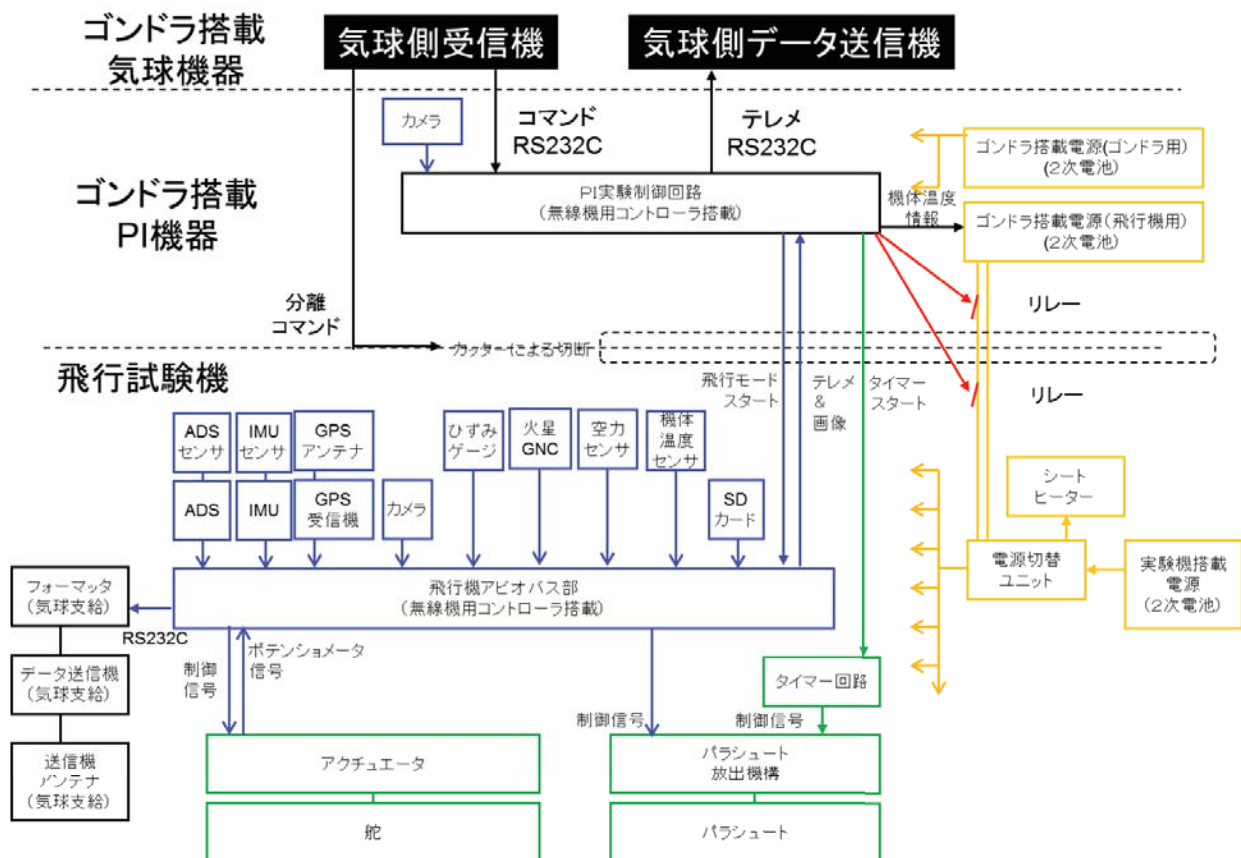 ゴンドラ搭載
気球機器
気球側受信機
気球側データ送信機
カメラ
コマンド
RS232C
テレメ
RS232C
ゴンドラ搭載電源(ゴンドラ用)
(2次電池)
ゴンドラ搭載
PI機器
PI実験制御回路
(無線機用コントローラ搭載)
機体温度
情報
ゴンドラ搭載電源(飛行機用)
(2次電池)
分離
コマンド
リレー
カッターによる切断
飛行試験機
飛行モード
スタート
テレメ
&
画像
タイマー
スタート
リレー
ADS
センサ
IMU
センサ
GPS
アンテナ
ひずみ
ゲージ
火星
GNC
空力
センサ
機体
温度
センサ
ADS
IMU
GPS
受信機
カメラ
SD
カード
シート
ヒーター
電源切替
ユニット
実験機搭載
電源
(2次電池)
フォーマッタ
(気球支給)
飛行機アビオバス部
(無線機用コントローラ搭載)
RS232C
制御
信号
ポテンショメータ
信号
データ送信機
(気球支給)
タイマー回路
制御信号
制御信号
送信機
アンテナ
(気球支給)
アクチュエータ
パラシュート
放出機構
舵
パラシュート